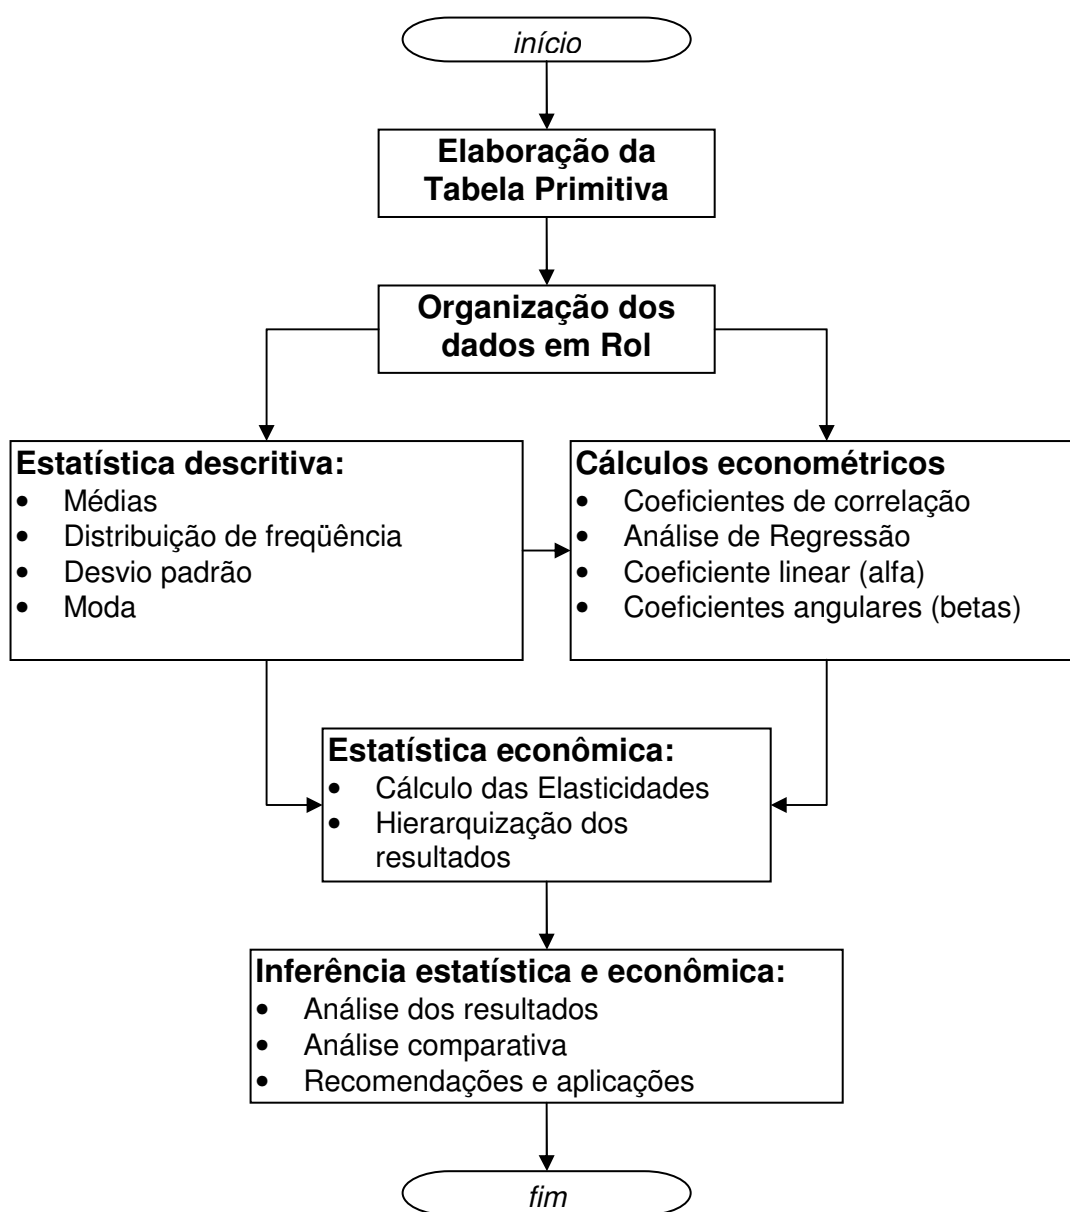 início
Elaboração da
Tabela Primitiva
Organização dos
dados em Rol
Estatística descritiva:
• Médias
• Distribuição de freqüência
• Desvio padrão
• Moda
Cálculos econométricos
• Coeficientes de correlação
• Análise de Regressão
• Coeficiente linear (alfa)
• Coeficientes angulares (betas)
Estatística econômica:
• Cálculo das Elasticidades
• Hierarquização dos
resultados
Inferência estatística e econômica:
• Análise dos resultados
• Análise comparativa
• Recomendações e aplicações
fim